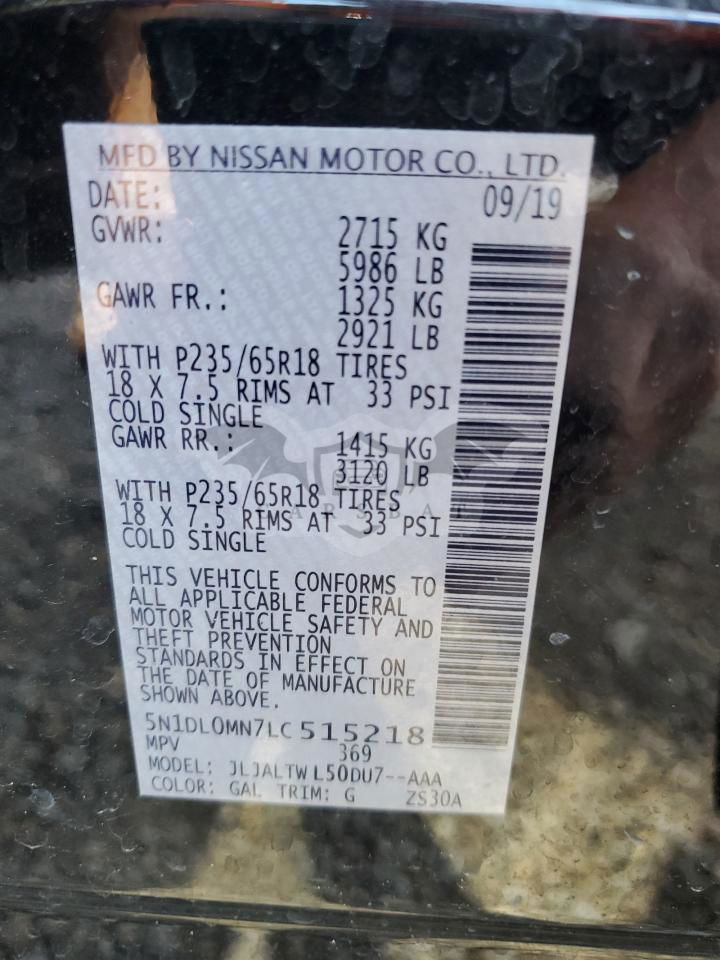 MFD BY NISSAN MOTOR CO., LTD.
DATE: 09/19
GVWR: 2715 KG
5986 LB
GAWR FR.: 1325 KG
2921 LB
WITH P235/65R18 TIRES
18 X 7.5 RIMS AT 33 PSI
COLD SINGLE
GAWR RR.: 1415 KG
3120 LB
WITH P235/65R18 TIRES
18 X 7.5 RIMS AT 33 PSI
COLD SINGLE
THIS VEHICLE CONFORMS TO
ALL APPLICABLE FEDERAL
MOTOR VEHICLE SAFETY AND
THEFT PREVENTION
STANDARDS IN EFFECT ON
THE DATE OF MANUFACTURE
SHOWN ABOVE.
5N1DL0MN7LC515218
MPV 369
MODEL: JLJALTWL50DU7--AAA
COLOR: GAL TRIM: G ZS30A